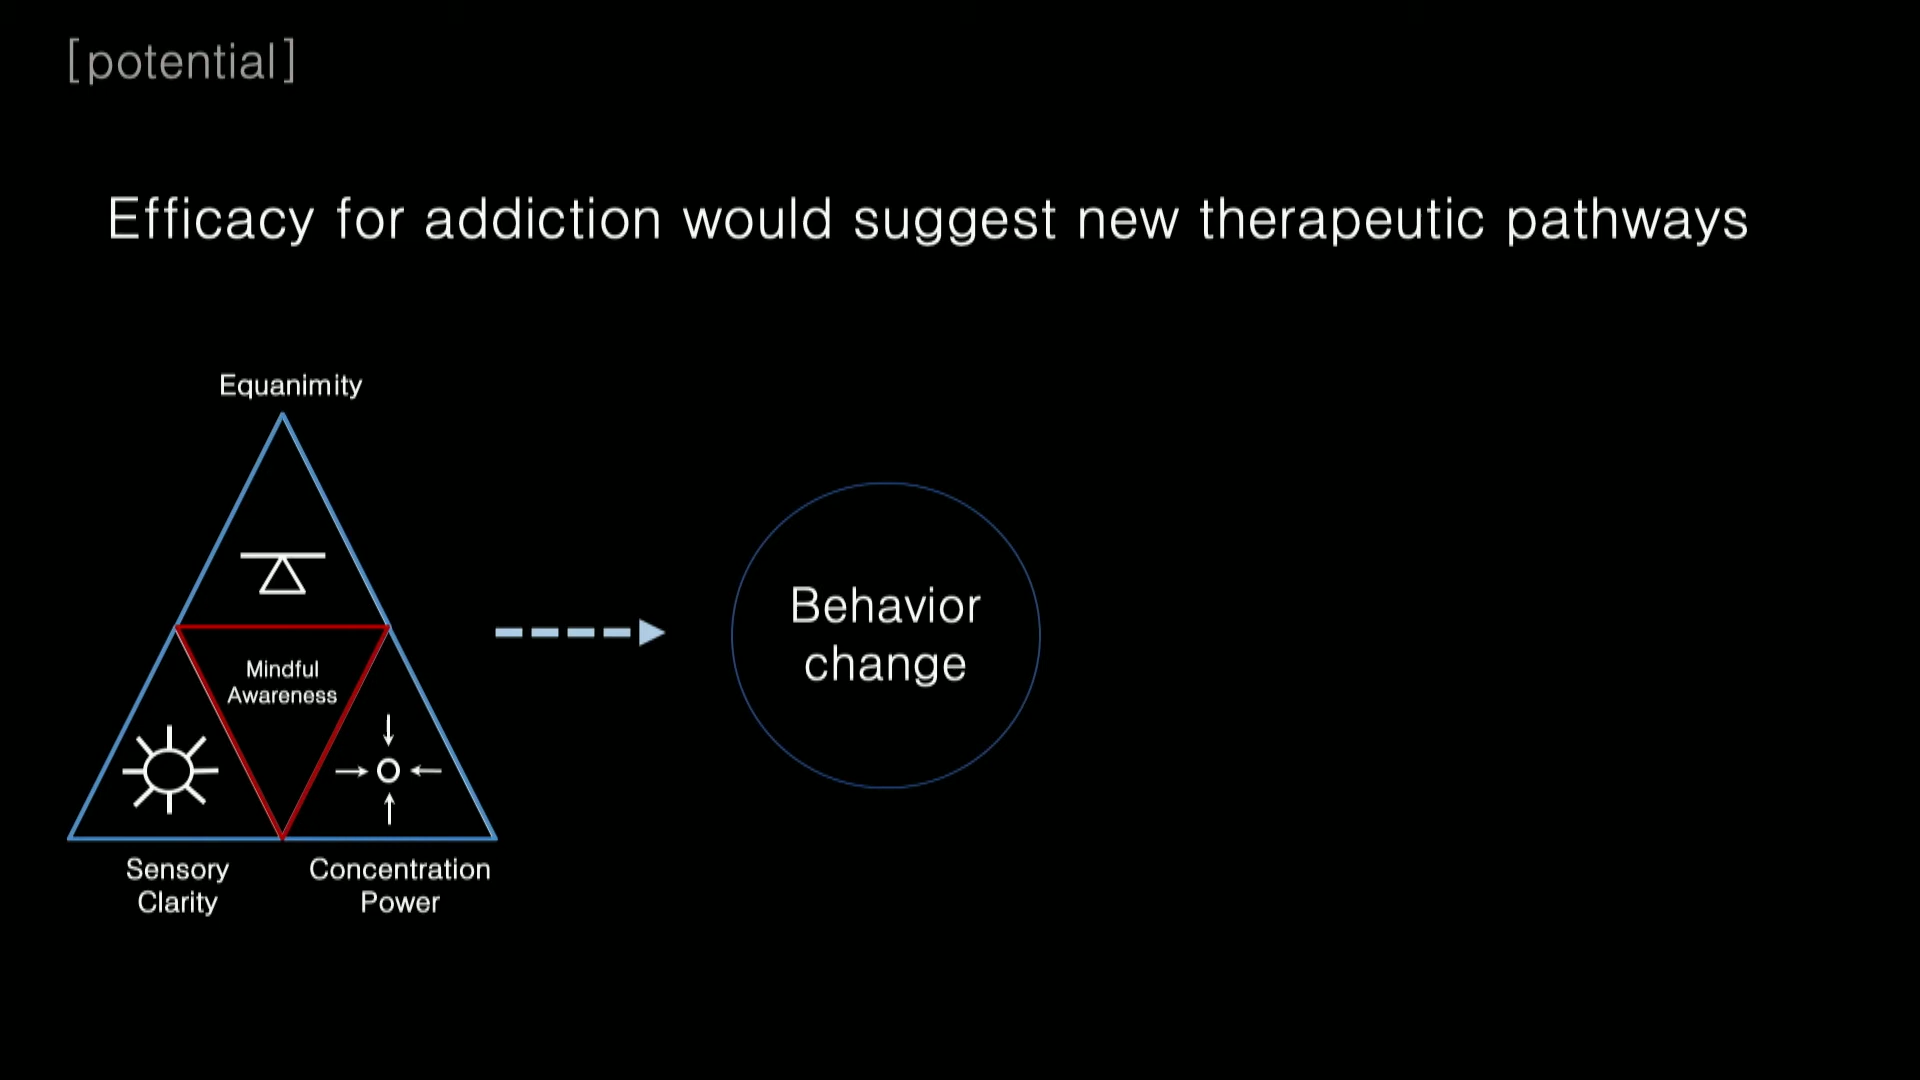 [potential]
Efficacy for addiction would suggest new therapeutic pathways
Equanimity
Mindful
Awareness
Sensory
Clarity
Concentration
Power
Behavior
change